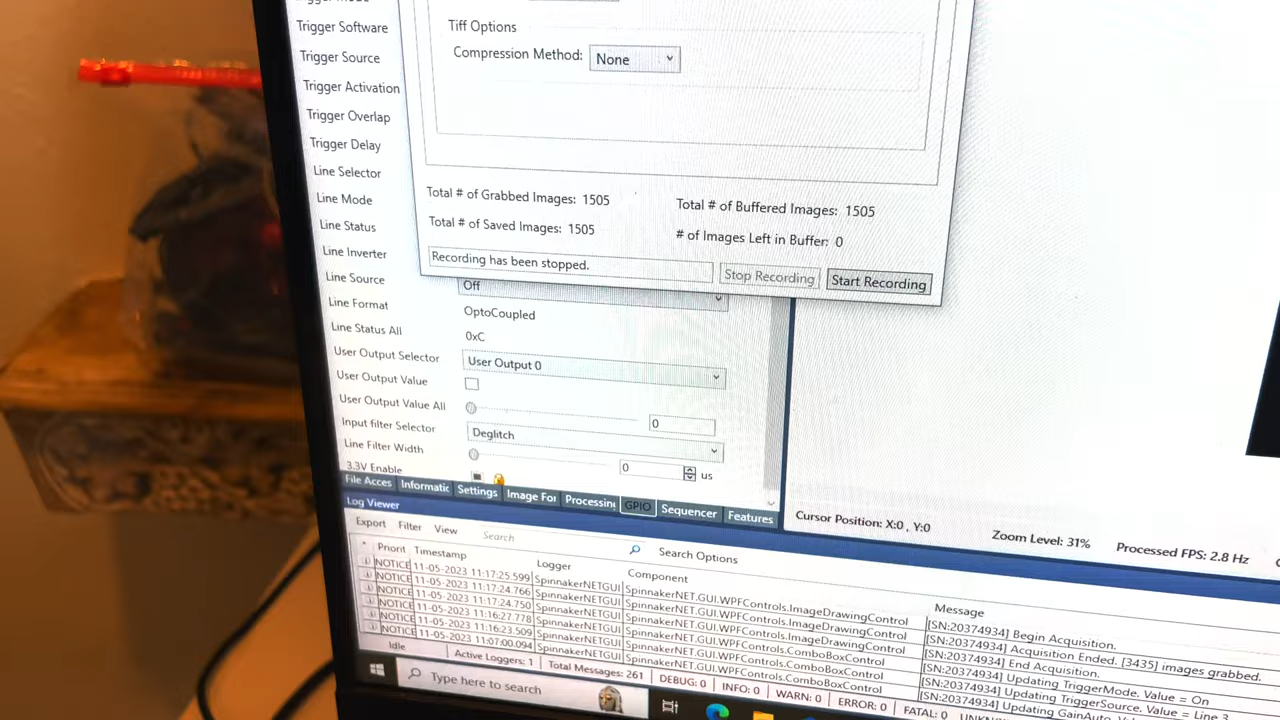 Trigger Software
Trigger Source
Trigger Activation
Trigger Overlap
Trigger Delay
Line Selector
Line Mode
Line Status
Line Inverter
Line Source
Off
Line Format
OptoCoupled
Line Status All
0xC
User Output Selector
User Output 0
User Output Value
User Output Value All
0
Input filter Selector
Deglitch
Line Filter Width
0
us
3.3V Enable
Tiff Options
Compression Method: None
Total # of Grabbed Images: 1505
Total # of Buffered Images: 1505
Total # of Saved Images: 1505
# of Images Left in Buffer: 0
Recording has been stopped.
Stop Recording
Start Recording
File Acces Informatic Settings Image For Processin GPIO Sequencer Features
Cursor Position: X:0 , Y:0
Zoom Level: 31%
Processed FPS: 2.8 Hz
Log Viewer
Export Filter View Search Search Options
Priorit Timestamp Logger Component Message
NOTICE 11-05-2023 11:17:25.599 SpinnakerNETGUI SpinnakerNET.GUI.WPFControls.ImageDrawingControl [SN:20374934] Begin Acquisition.
NOTICE 11-05-2023 11:17:24.766 SpinnakerNETGUI SpinnakerNET.GUI.WPFControls.ImageDrawingControl [SN:20374934] Acquisition Ended. [3435] images grabbed.
NOTICE 11-05-2023 11:17:24.750 SpinnakerNETGUI SpinnakerNET.GUI.WPFControls.ImageDrawingControl [SN:20374934] End Acquisition.
NOTICE 11-05-2023 11:16:27.778 SpinnakerNETGUI SpinnakerNET.GUI.WPFControls.ComboBoxControl [SN:20374934] Updating TriggerMode. Value = On
NOTICE 11-05-2023 11:16:23.509 SpinnakerNETGUI SpinnakerNET.GUI.WPFControls.ComboBoxControl [SN:20374934] Updating TriggerSource. Value = Line 3
NOTICE 11-05-2023 11:07:00.094 SpinnakerNETGUI SpinnakerNET.GUI.WPFControls.ComboBoxControl [SN:20374934] Updating GainAuto.
Idle Active Loggers: 1 Total Messages: 261 DEBUG: 0 INFO: 0 WARN: 0 ERROR: 0 FATAL: 0
Type here to search